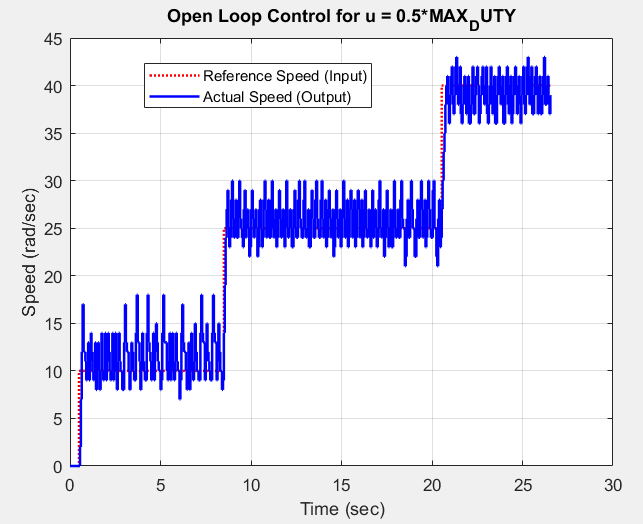 Open Loop Control for u = 0.5*MAX_DUTY
45
40
35
30
25
20
15
10
5
0
Speed (rad/sec)
Reference Speed (Input)
Actual Speed (Output)
0 5 10 15 20 25 30
Time (sec)